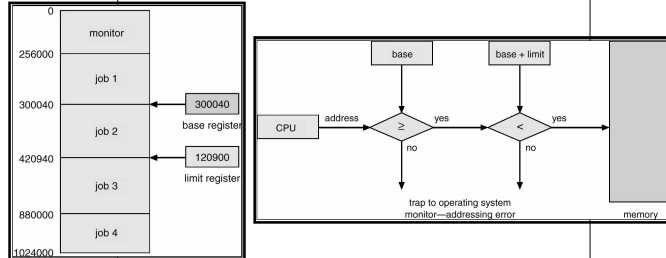 0
monitor
256000
job 1
300040
300040
base register
job 2
420940
120900
limit register
job 3
880000
job 4
1024000
base
base + limit
CPU
address
≥
yes
<
yes
no
no
trap to operating system
monitor—addressing error
memory